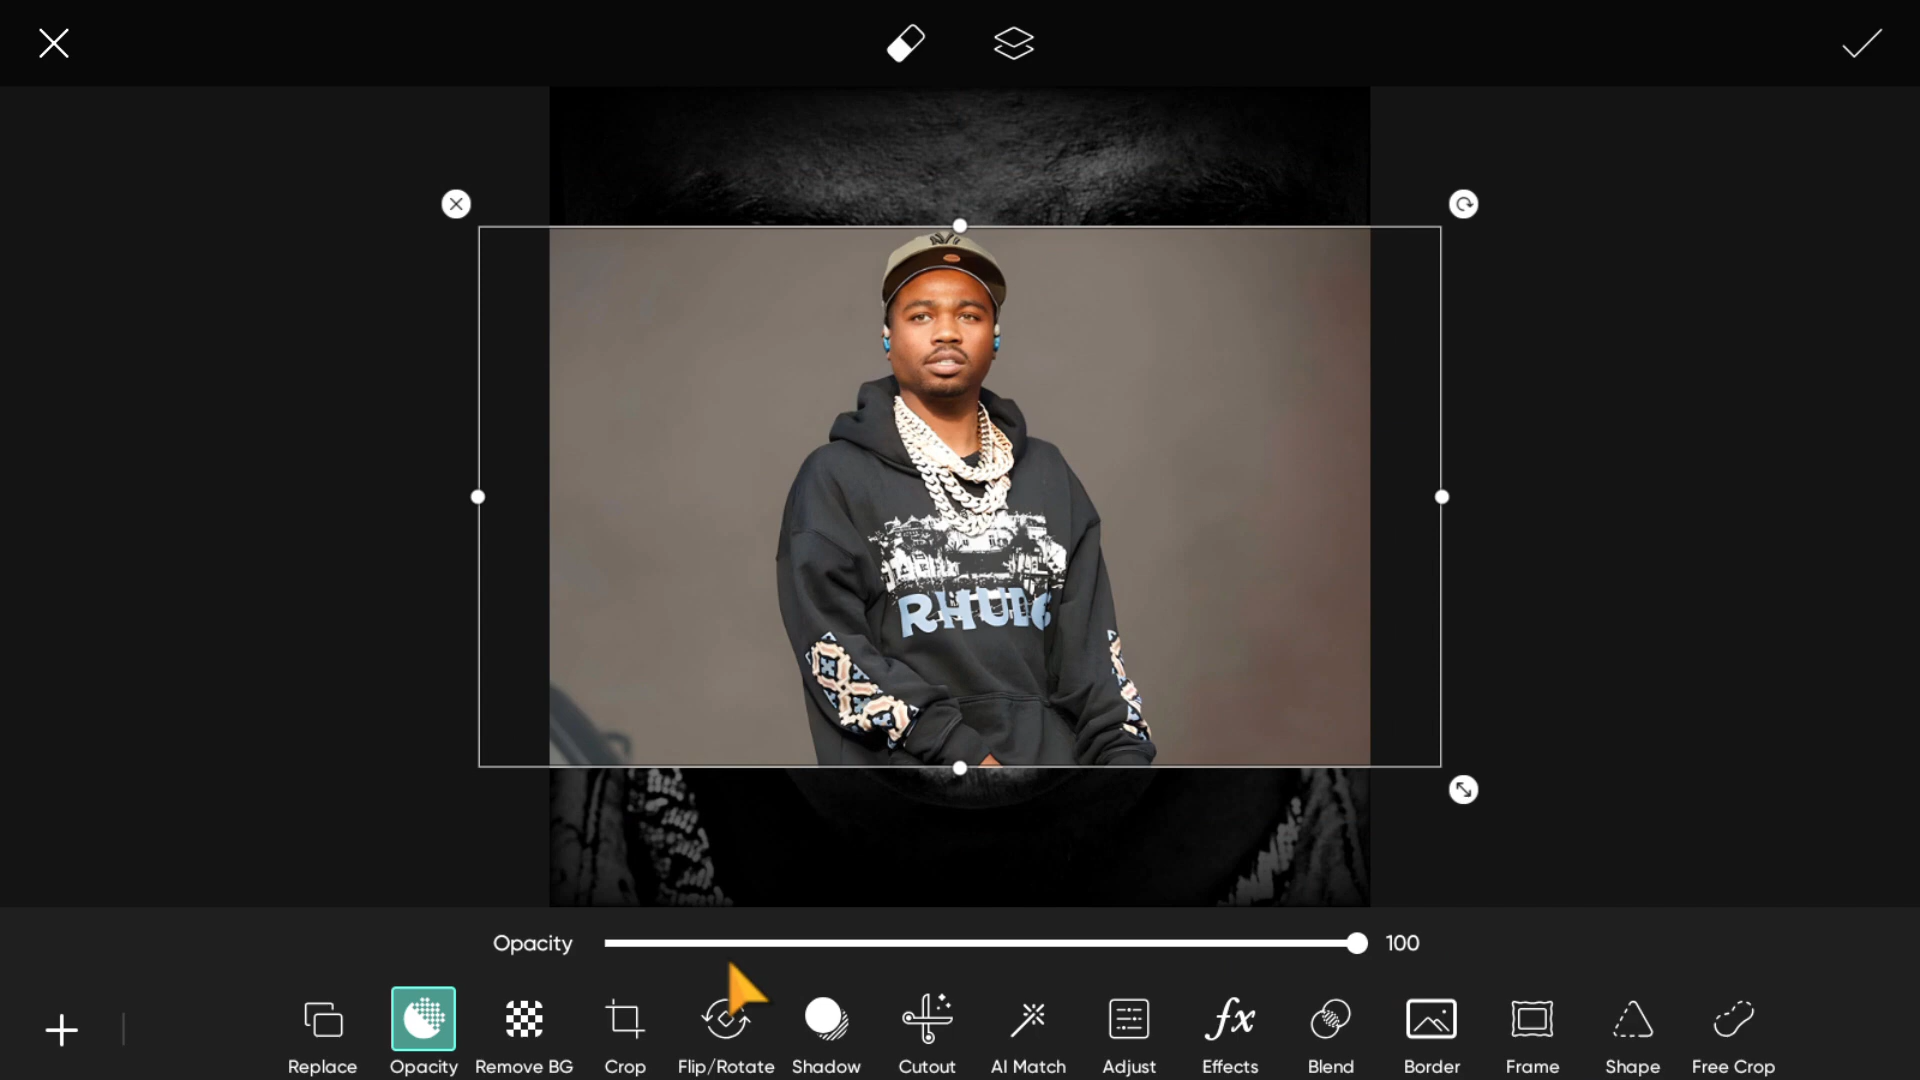 RHUDE
Opacity 100
Replace Opacity Remove BG Crop Flip/Rotate Shadow Cutout AI Match Adjust Effects Blend Border Frame Shape Free Crop